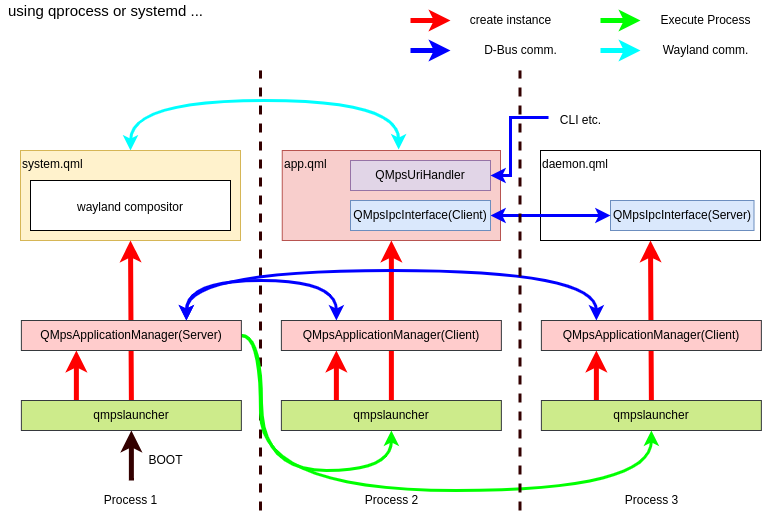 using qprocess or systemd ...
create instance
Execute Process
D-Bus comm.
Wayland comm.
CLI etc.
system.qml
app.qml
daemon.qml
QMpsUriHandler
wayland compositor
QMpsIpcInterface(Client)
QMpsIpcInterface(Server)
QMpsApplicationManager(Server)
QMpsApplicationManager(Client)
QMpsApplicationManager(Client)
qmpslauncher
qmpslauncher
qmpslauncher
BOOT
Process 1
Process 2
Process 3